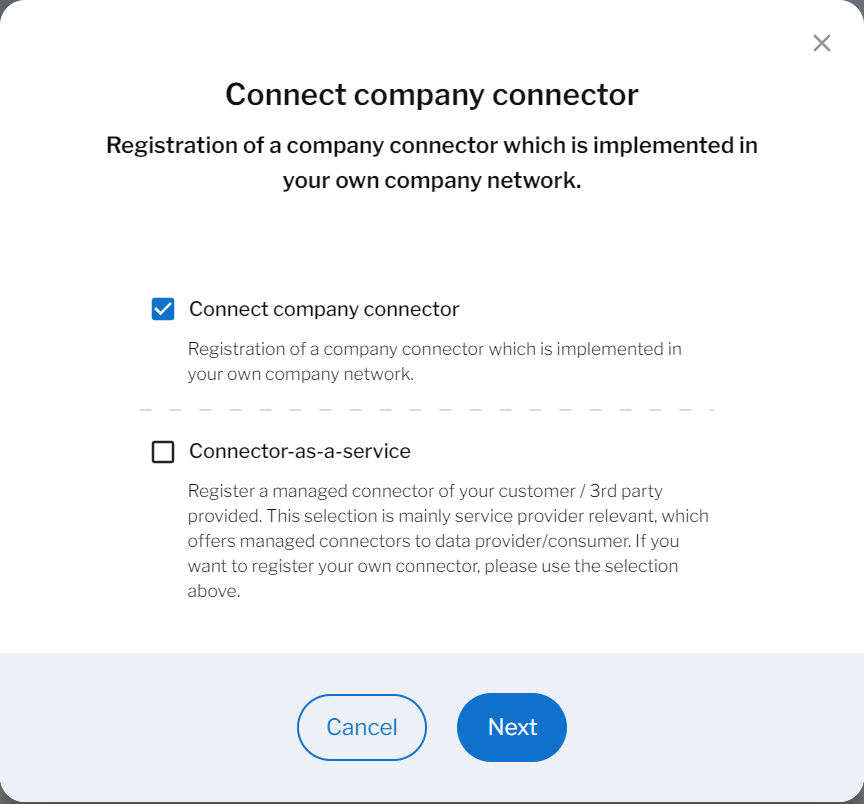 Connect company connector
Registration of a company connector which is implemented in
your own company network.
Connect company connector
Registration of a company connector which is implemented in
your own company network.
Connector-as-a-service
Register a managed connector of your customer / 3rd party
provided. This selection is mainly service provider relevant, which
offers managed connectors to data provider/consumer. If you
want to register your own connector, please use the selection
above.
Cancel
Next